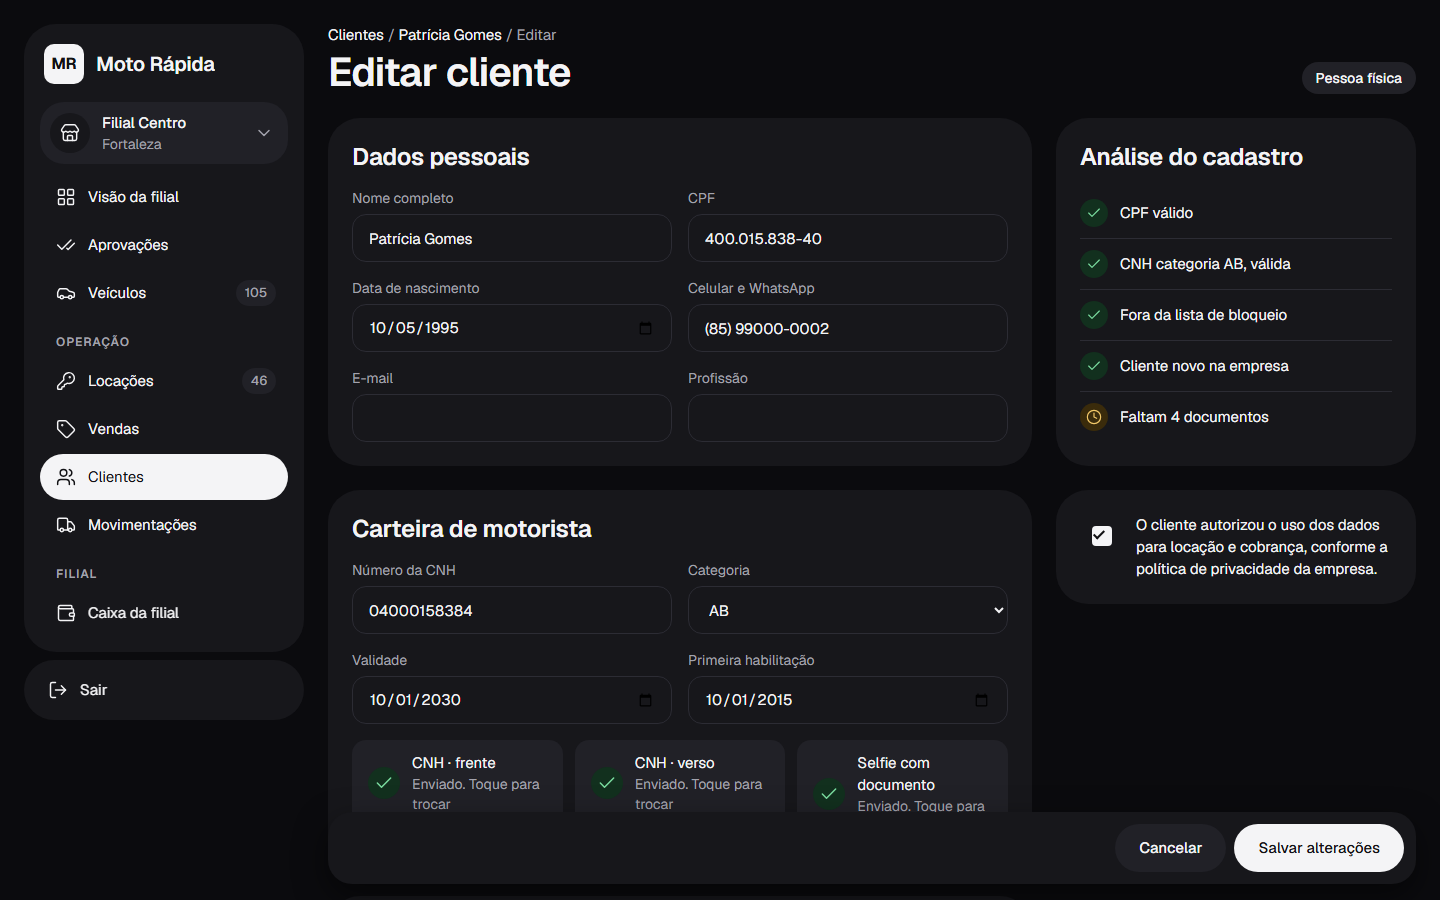 MR
Moto Rápida
Filial Centro
Fortaleza
Visão da filial
Aprovações
Veículos
105
OPERAÇÃO
Locações
46
Vendas
Clientes
Movimentações
FILIAL
Caixa da filial
Sair
Clientes / Patrícia Gomes / Editar
Editar cliente
Pessoa física
Dados pessoais
Nome completo
CPF
Patrícia Gomes
400.015.838-40
Data de nascimento
Celular e WhatsApp
10/05/1995
(85) 99000-0002
E-mail
Profissão
Carteira de motorista
Número da CNH
Categoria
04000158384
AB
Validade
Primeira habilitação
10/01/2030
10/01/2015
CNH · frente
Enviado. Toque para
trocar
CNH · verso
Enviado. Toque para
trocar
Selfie com
documento
Enviado. Toque para
Análise do cadastro
CPF válido
CNH categoria AB, válida
Fora da lista de bloqueio
Cliente novo na empresa
Faltam 4 documentos
O cliente autorizou o uso dos dados
para locação e cobrança, conforme a
política de privacidade da empresa.
Cancelar
Salvar alterações